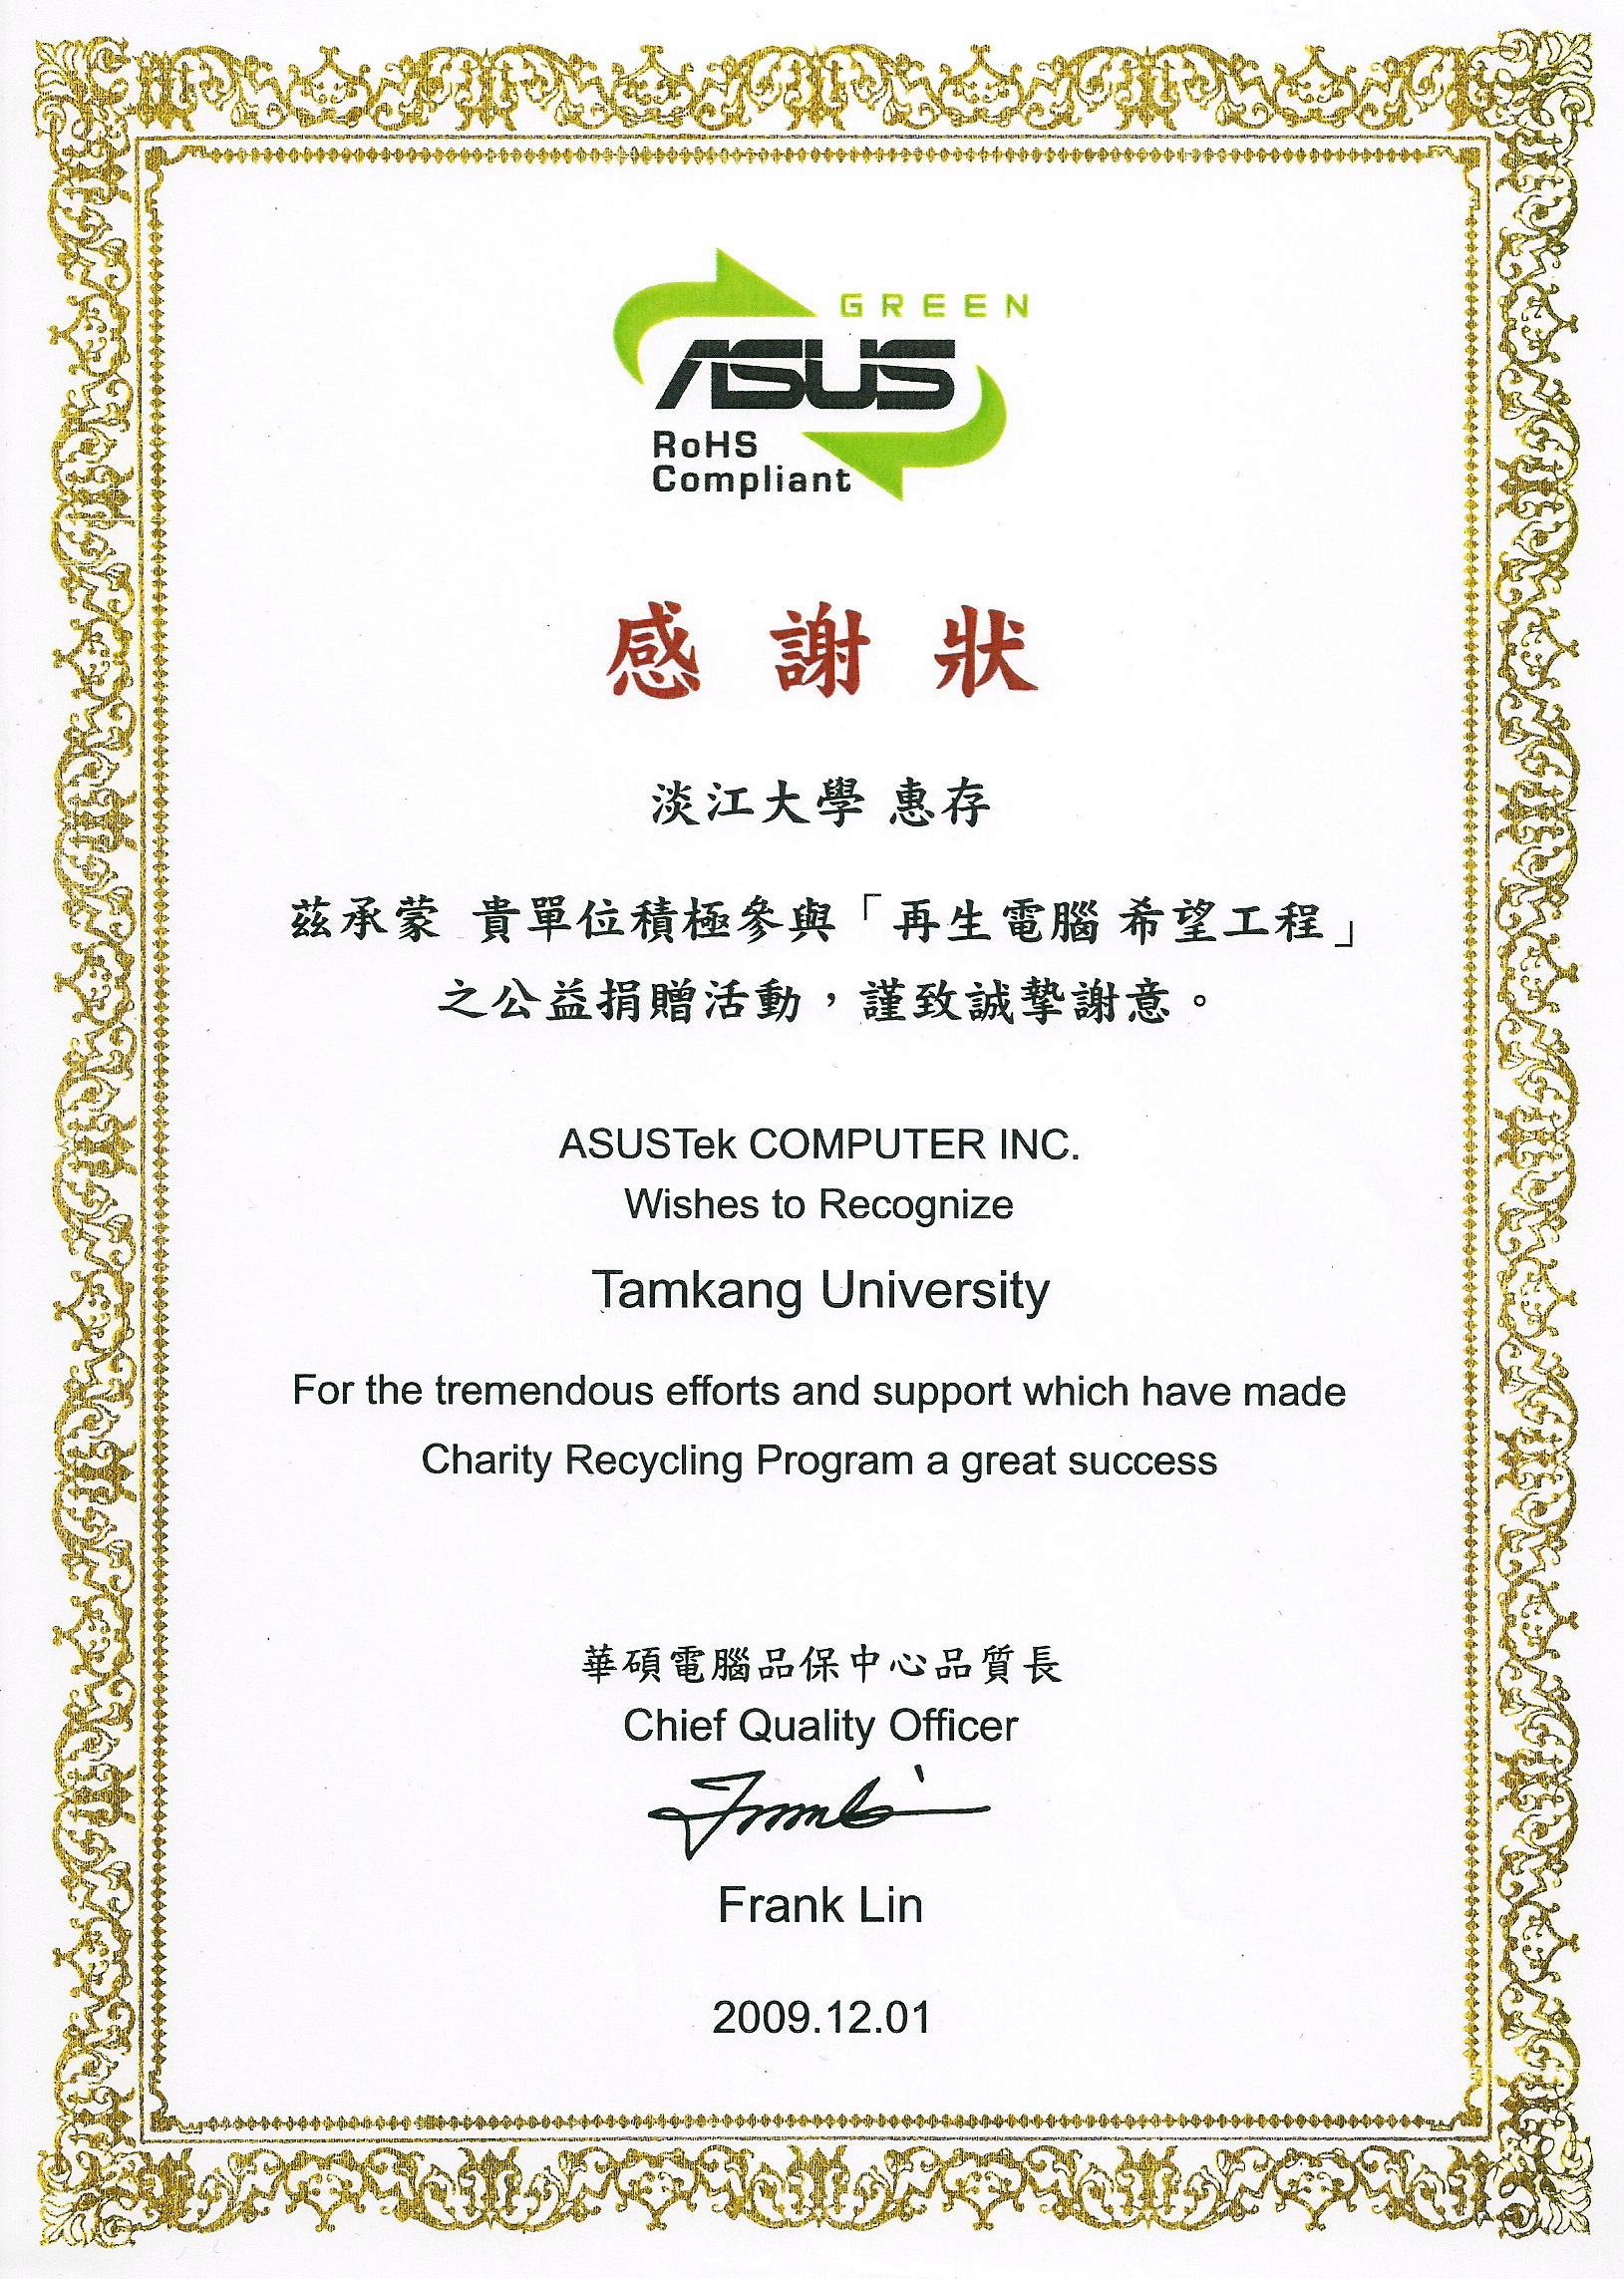 GREEN
ASUS
RoHS
Compliant
感謝狀
淡江大學 惠存
茲承蒙 貴單位積極參與「再生電腦 希望工程」
之公益捐贈活動，謹致誠摯謝意。
ASUSTek COMPUTER INC.
Wishes to Recognize
Tamkang University
For the tremendous efforts and support which have made
Charity Recycling Program a great success
華碩電腦品保中心品質長
Chief Quality Officer
Frank Lin
2009.12.01